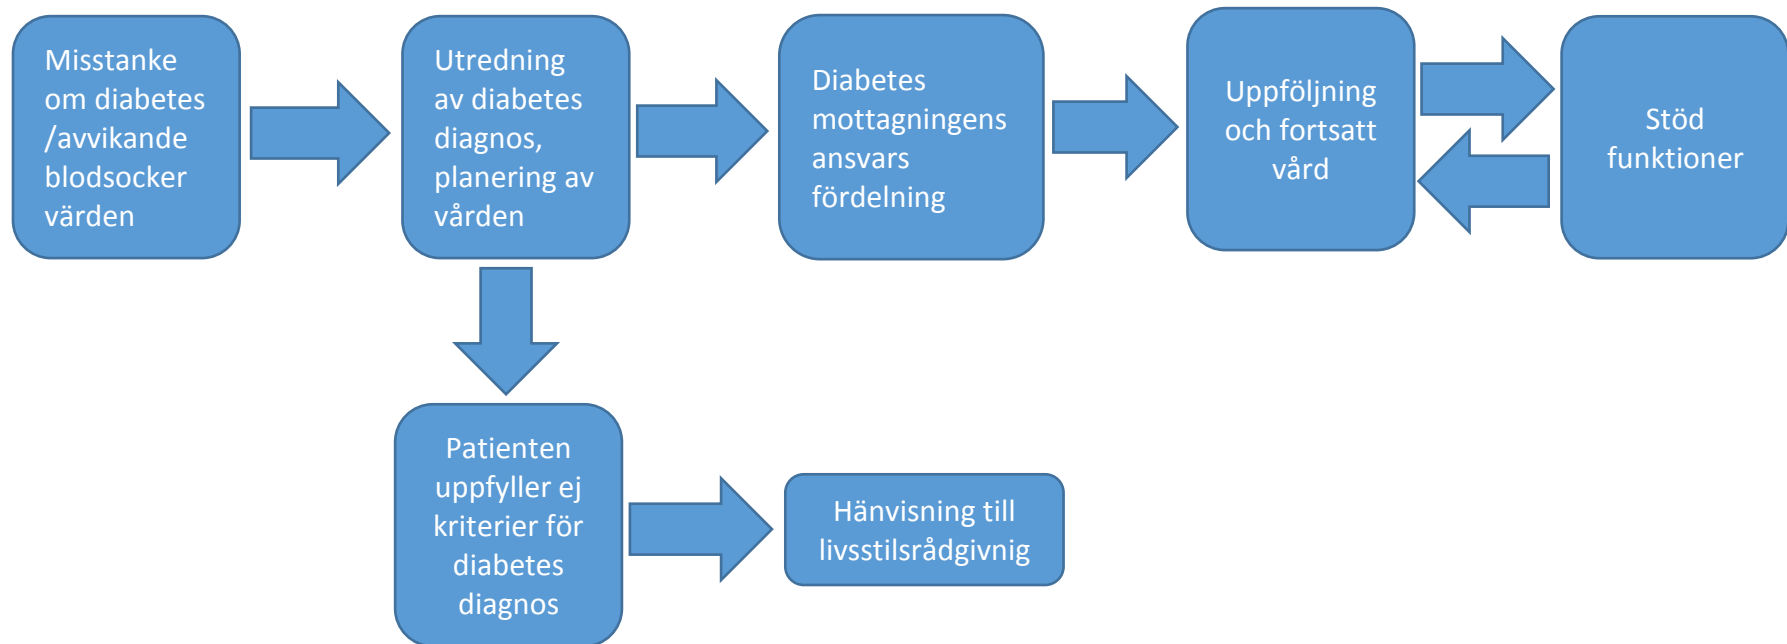 Misstanke
om diabetes
/avvikande
blodsocker
värden
Utredning
av diabetes
diagnos,
planering av
vården
Diabetes
mottagningens
ansvars
fördelning
Uppföljning
och fortsatt
vård
Stöd
funktioner
Patienten
uppfyller ej
kriterier för
diabetes
diagnos
Hänvisning till
livsstilsrådgivnig